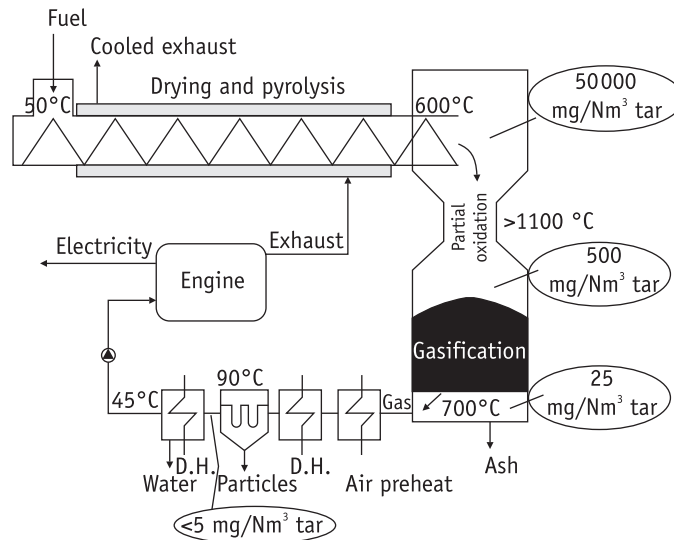 Fuel
Cooled exhaust
Drying and pyrolysis
50°C
600°C
50000
mg/Nm³ tar
Partial
oxidation
>1100 °C
Electricity
Exhaust
Engine
500
mg/Nm³ tar
Gasification
25
mg/Nm³ tar
700°C
Gas
90°C
45°C
D.H.
D.H.
Water
Particles
Air preheat
Ash
<5 mg/Nm³ tar